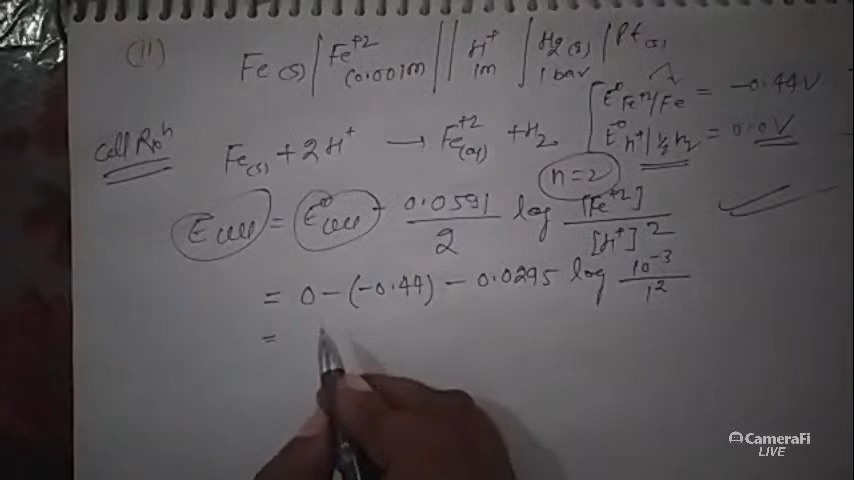 (11) Fe(s) | Fe+2 (0.001m) || H+ 1m | H2(g) 1 bar | Pt(s)
E° Fe+2/Fe = -0.44V
Cell Rxn Fe(s) + 2H+ → Fe+2(aq) + H2
E° H+/½H2 = 0.0V
n=2
Ecell = E°cell - 0.0591/2 log [Fe+2]/[H+]2
= 0 - (-0.44) - 0.0295 log 10-3/12
=
CameraFi
LIVE